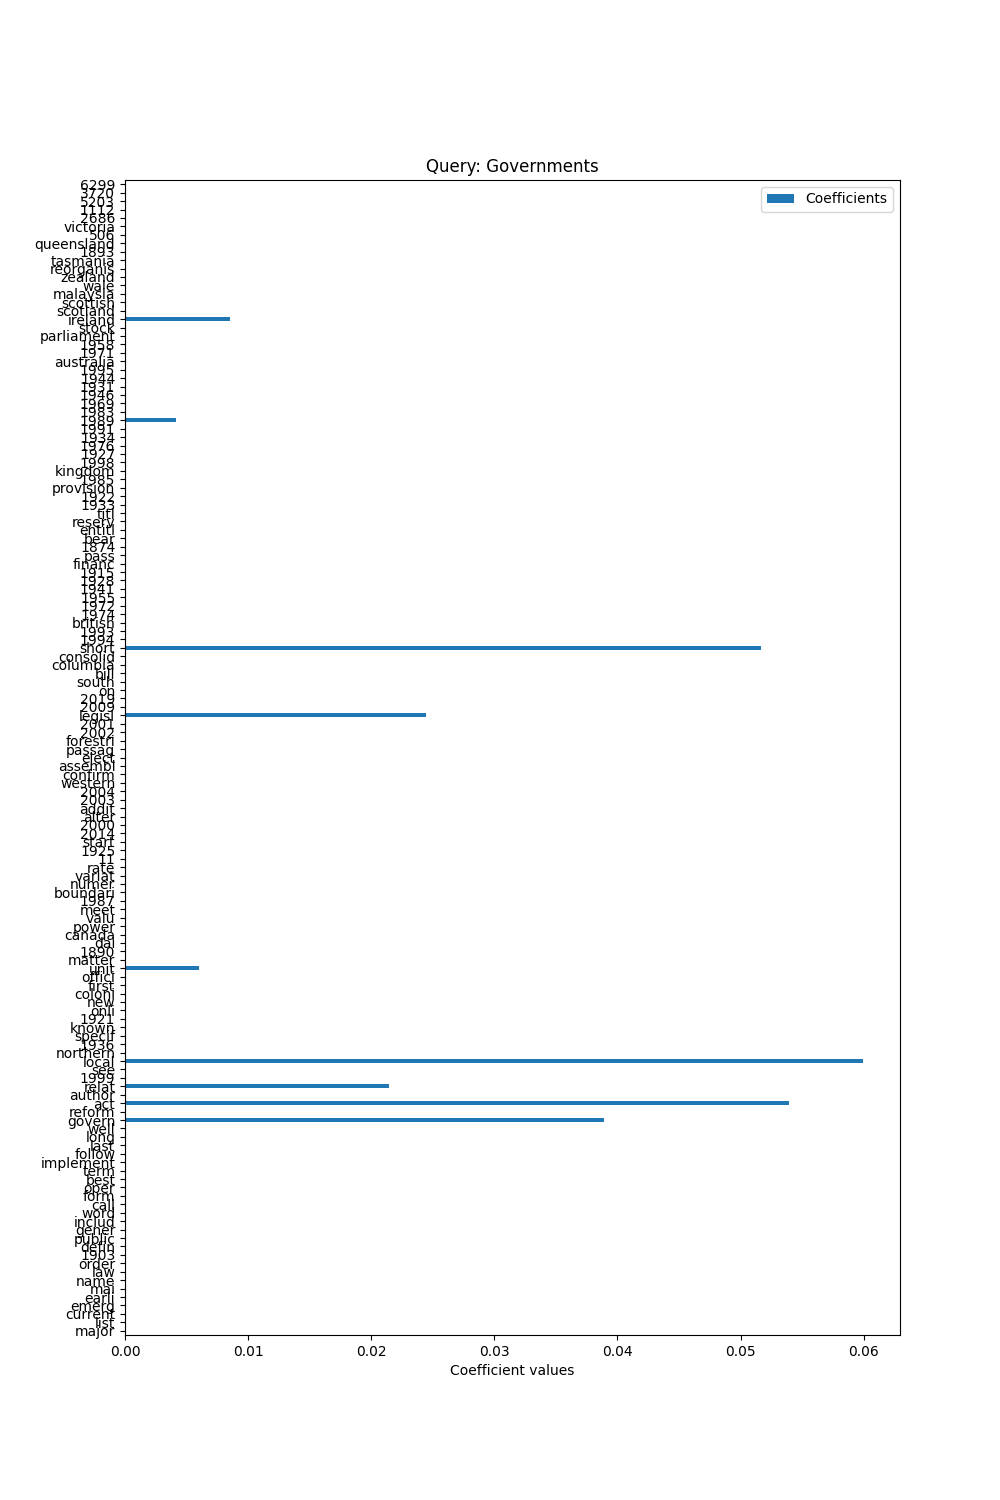 Query: Governments
Coefficients
6299
3720
5203
1112
2686
victoria
506
queensland
1893
tasmania
reorganis
zealand
wale
malaysia
scottish
scotland
ireland
stock
parliament
1958
1971
australia
1995
1944
1931
1946
1969
1983
1989
1991
1934
1976
1927
1998
kingdom
1985
provision
1922
1933
titl
reserv
entitl
bear
1874
pass
financ
1915
1928
1941
1955
1972
1974
british
1993
1994
short
consolid
columbia
bill
south
on
2019
2009
legisl
2001
2002
forestri
passag
elect
assembl
confirm
western
2004
2003
addit
alter
2000
2014
start
1925
11
rate
variat
numer
boundari
1987
meet
valu
power
canada
dai
1890
matter
unit
offici
first
coloni
new
onli
1921
known
specif
1936
northern
local
see
1999
relat
author
act
reform
govern
well
long
last
follow
implement
term
best
oper
form
call
word
includ
gener
public
defin
1903
order
law
name
mai
earli
emerg
current
list
major
0.00 0.01 0.02 0.03 0.04 0.05 0.06
Coefficient values